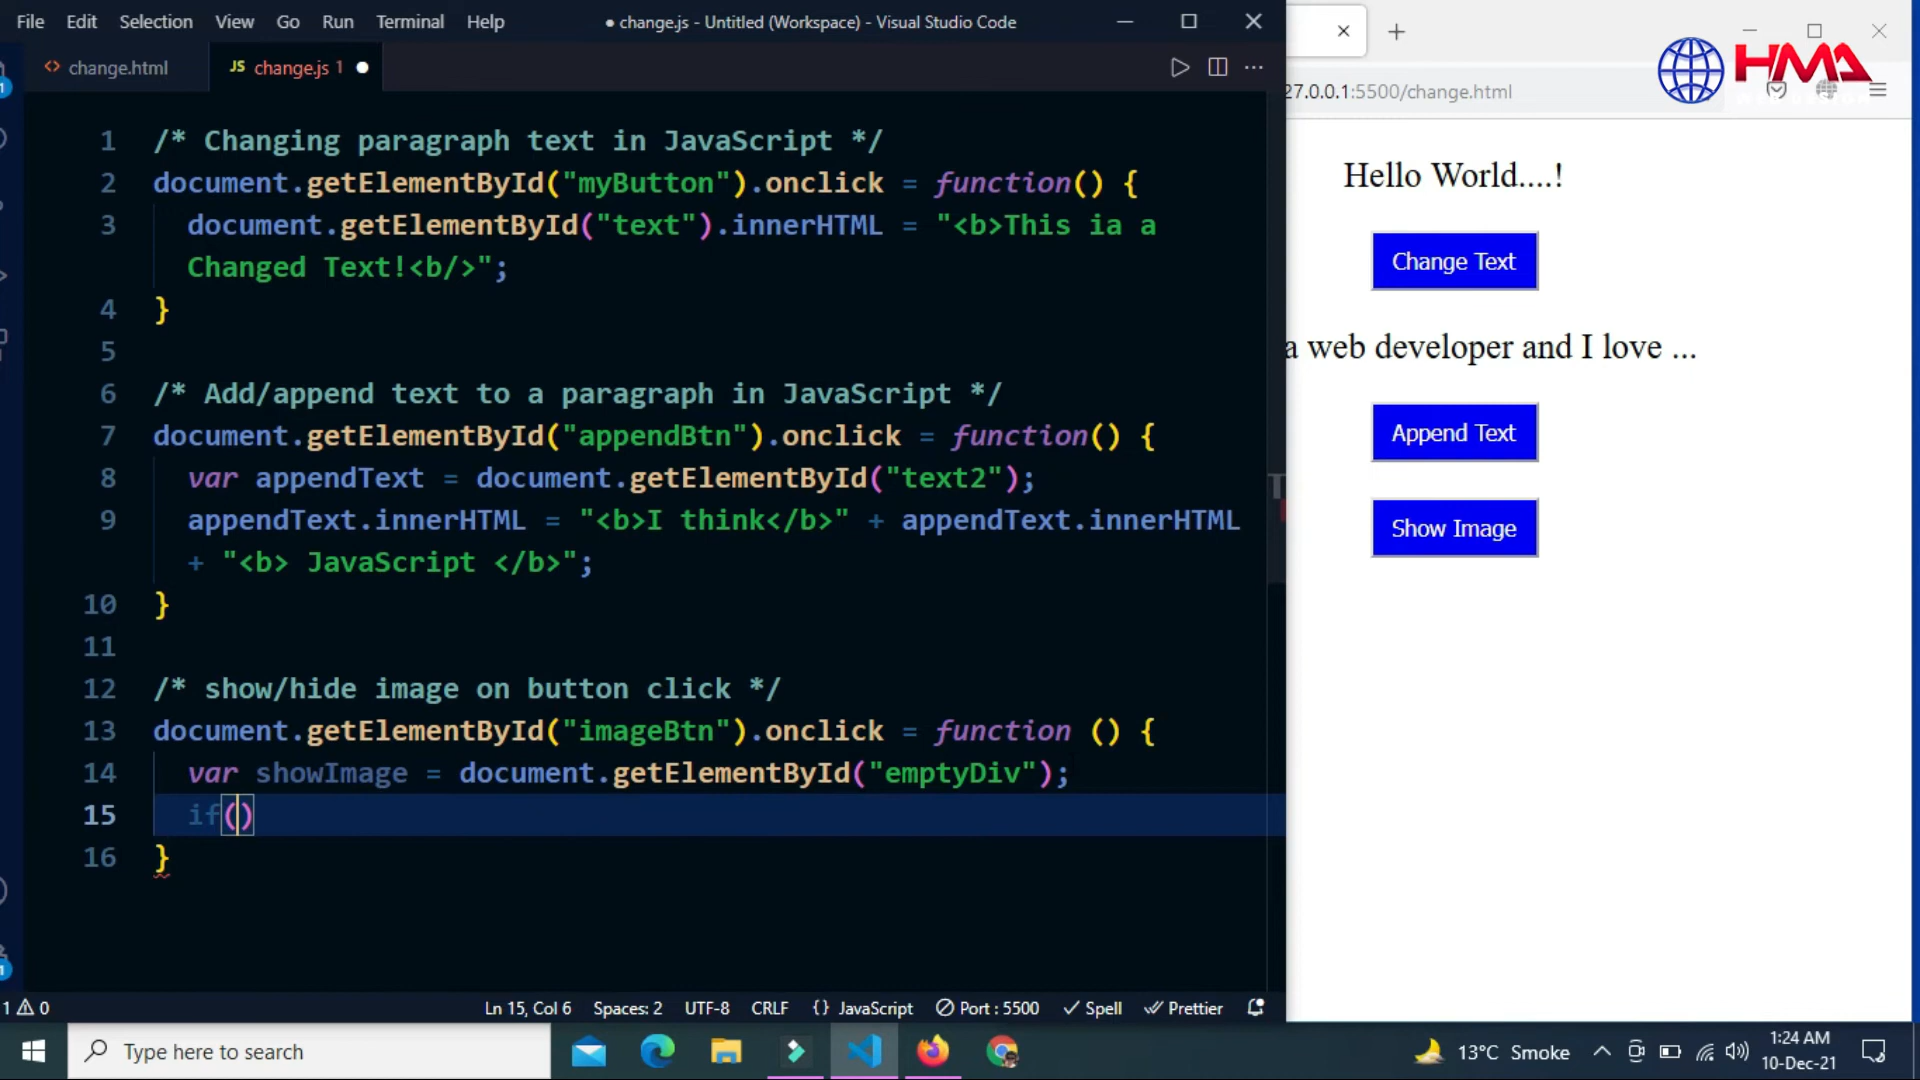 File Edit Selection View Go Run Terminal Help ● change.js - Untitled (Workspace) - Visual Studio Code
change.html JS change.js 1
27.0.0.1:5500/change.html
HMA
1 /* Changing paragraph text in JavaScript */
2 document.getElementById("myButton").onclick = function() {
3 document.getElementById("text").innerHTML = "<b>This ia a
Changed Text!<b/>";
4 }
5
6 /* Add/append text to a paragraph in JavaScript */
7 document.getElementById("appendBtn").onclick = function() {
8 var appendText = document.getElementById("text2");
9 appendText.innerHTML = "<b>I think</b>" + appendText.innerHTML
+ "<b> JavaScript </b>";
10 }
11
12 /* show/hide image on button click */
13 document.getElementById("imageBtn").onclick = function () {
14 var showImage = document.getElementById("emptyDiv");
15 if()
16 }
Hello World....!
Change Text
a web developer and I love ...
Append Text
Show Image
1 0 Ln 15, Col 6 Spaces: 2 UTF-8 CRLF {} JavaScript Port : 5500 Spell Prettier
Type here to search
13°C Smoke
1:24 AM
10-Dec-21